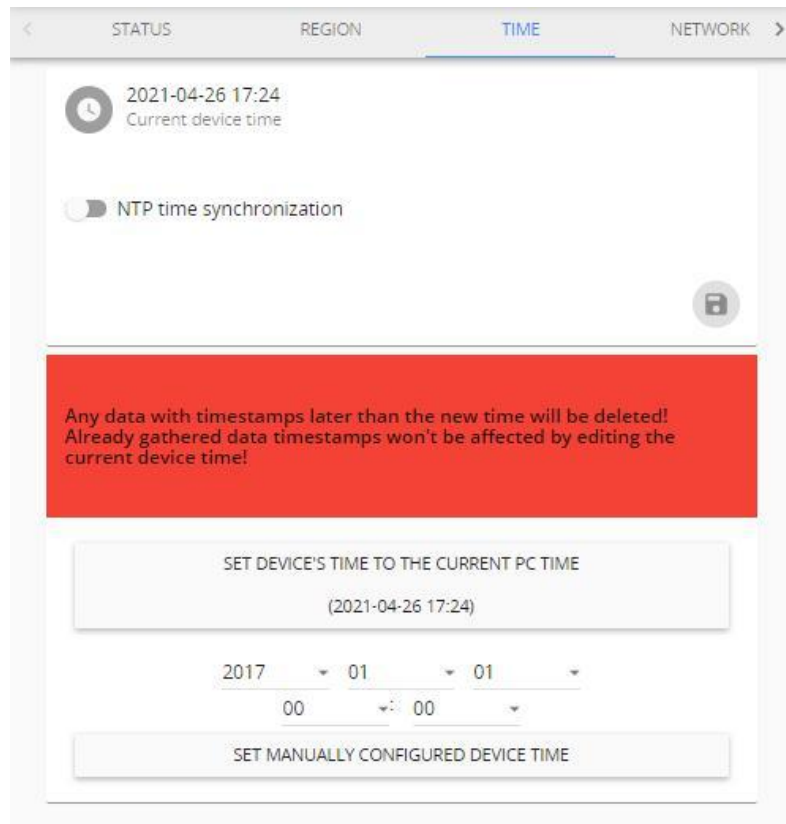 STATUS REGION TIME NETWORK
2021-04-26 17:24
Current device time
NTP time synchronization
Any data with timestamps later than the new time will be deleted!
Already gathered data timestamps won't be affected by editing the
current device time!
SET DEVICE'S TIME TO THE CURRENT PC TIME
(2021-04-26 17:24)
2017 01 01
00 : 00
SET MANUALLY CONFIGURED DEVICE TIME